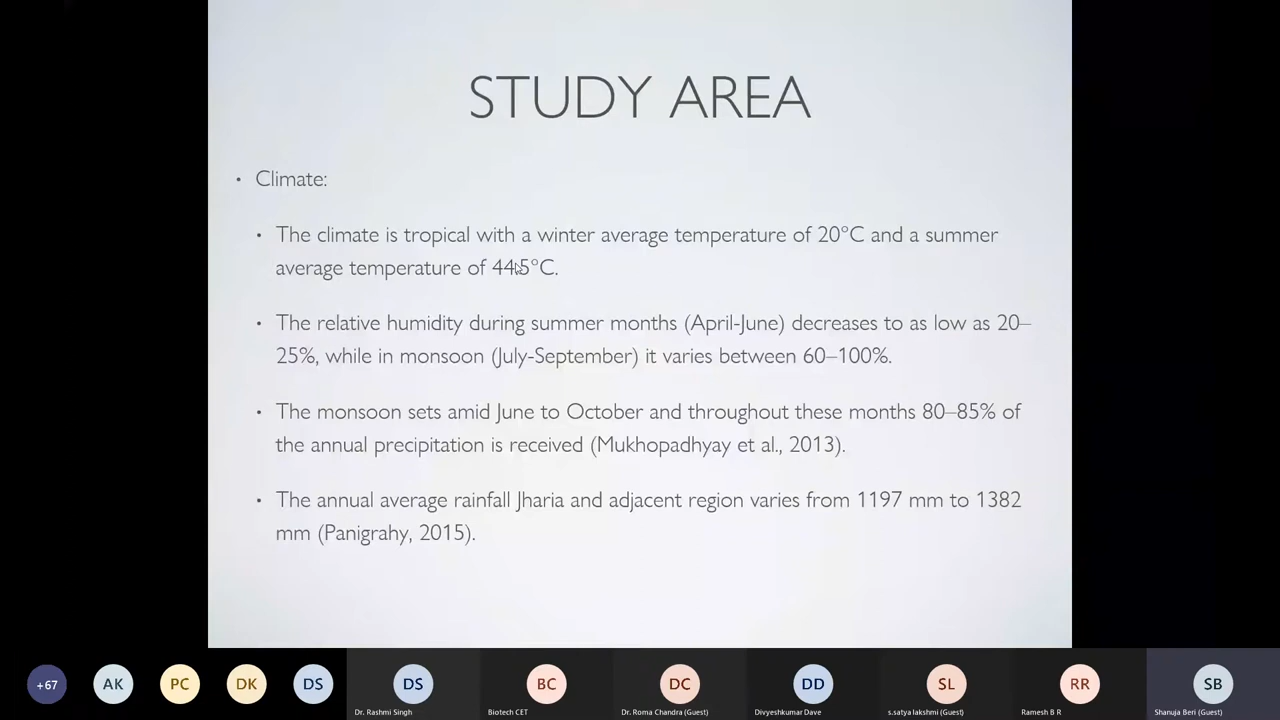 STUDY AREA
• Climate:
• The climate is tropical with a winter average temperature of 20°C and a summer
average temperature of 44.5°C.
• The relative humidity during summer months (April-June) decreases to as low as 20–
25%, while in monsoon (July-September) it varies between 60–100%.
• The monsoon sets amid June to October and throughout these months 80–85% of
the annual precipitation is received (Mukhopadhyay et al., 2013).
• The annual average rainfall Jharia and adjacent region varies from 1197 mm to 1382
mm (Panigrahy, 2015).
+67 AK PC DK DS DS BC DC DD SL RR SB
Dr. Rashmi Singh Biotech CET Dr. Roma Chandra (Guest) Divyeshkumar Dave s.satya lakshmi (Guest) Ramesh B R Shanuja Beri (Guest)